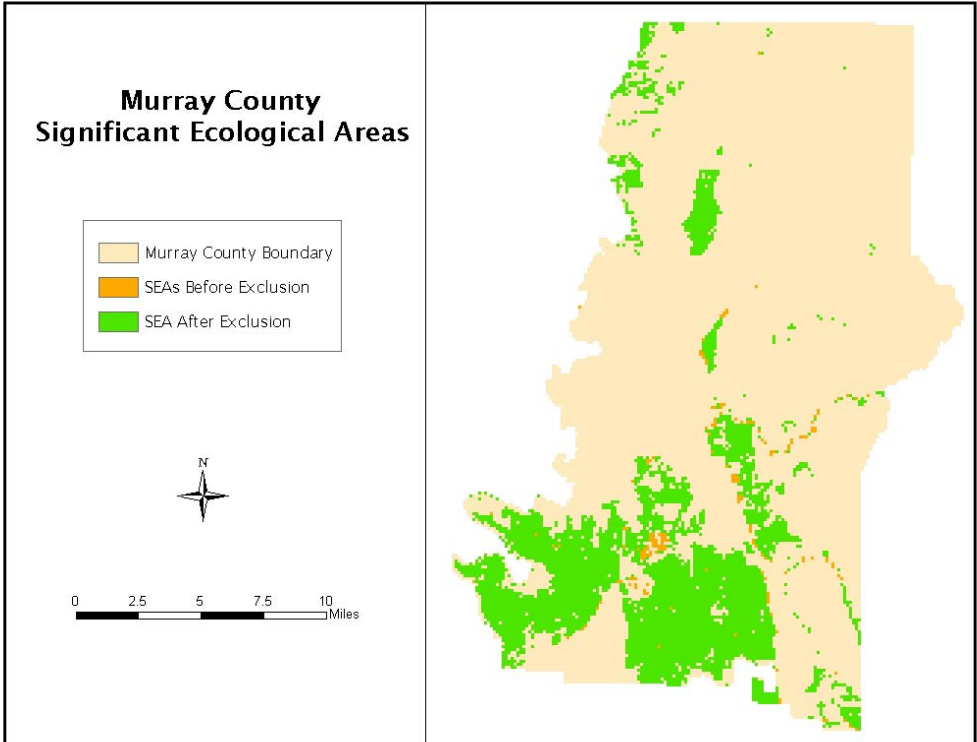 Murray County
Significant Ecological Areas
Murray County Boundary
SEAs Before Exclusion
SEA After Exclusion
N
0 2.5 5 7.5 10
Miles